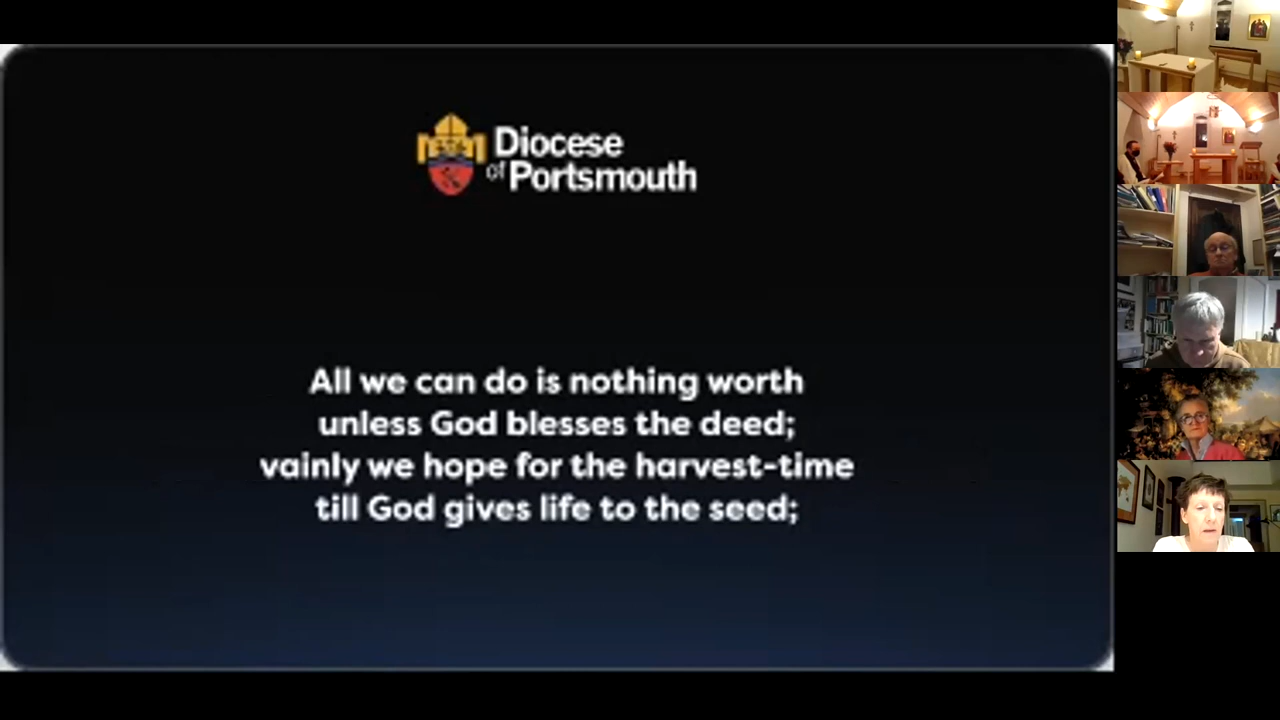 Diocese
of Portsmouth
All we can do is nothing worth
unless God blesses the deed;
vainly we hope for the harvest-time
till God gives life to the seed;